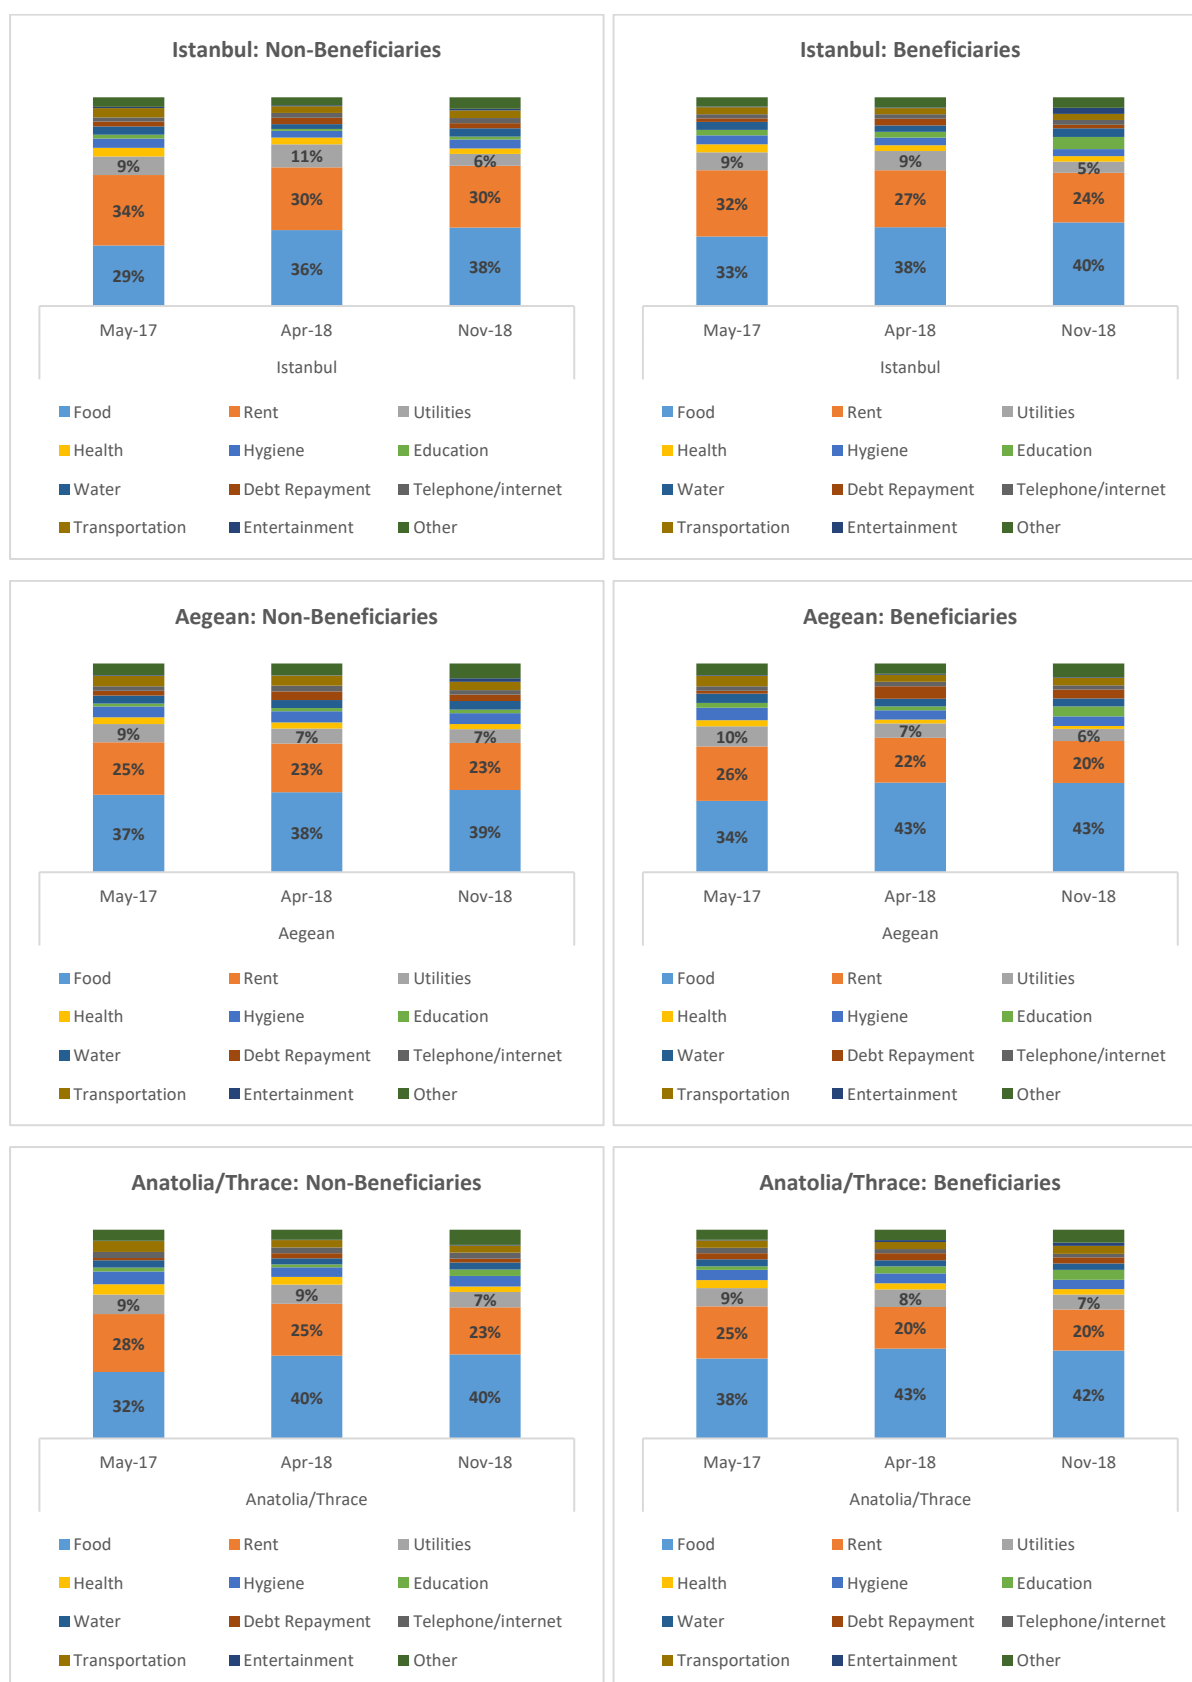 Istanbul: Non-Beneficiaries
9% 11% 6%
34% 30% 30%
29% 36% 38%
May-17 Apr-18 Nov-18
Istanbul
Food Rent Utilities
Health Hygiene Education
Water Debt Repayment Telephone/internet
Transportation Entertainment Other
Istanbul: Beneficiaries
9% 9% 5%
32% 27% 24%
33% 38% 40%
May-17 Apr-18 Nov-18
Istanbul
Food Rent Utilities
Health Hygiene Education
Water Debt Repayment Telephone/internet
Transportation Entertainment Other
Aegean: Non-Beneficiaries
9% 7% 7%
25% 23% 23%
37% 38% 39%
May-17 Apr-18 Nov-18
Aegean
Food Rent Utilities
Health Hygiene Education
Water Debt Repayment Telephone/internet
Transportation Entertainment Other
Aegean: Beneficiaries
10% 7% 6%
26% 22% 20%
34% 43% 43%
May-17 Apr-18 Nov-18
Aegean
Food Rent Utilities
Health Hygiene Education
Water Debt Repayment Telephone/internet
Transportation Entertainment Other
Anatolia/Thrace: Non-Beneficiaries
9% 9% 7%
28% 25% 23%
32% 40% 40%
May-17 Apr-18 Nov-18
Anatolia/Thrace
Food Rent Utilities
Health Hygiene Education
Water Debt Repayment Telephone/internet
Transportation Entertainment Other
Anatolia/Thrace: Beneficiaries
9% 8% 7%
25% 20% 20%
38% 43% 42%
May-17 Apr-18 Nov-18
Anatolia/Thrace
Food Rent Utilities
Health Hygiene Education
Water Debt Repayment Telephone/internet
Transportation Entertainment Other